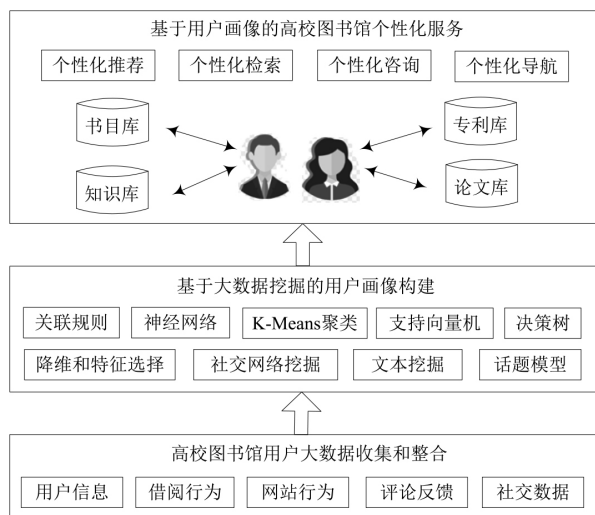 基于用户画像的高校图书馆个性化服务
个性化推荐 个性化检索 个性化咨询 个性化导航
书目库 专利库
知识库 论文库
基于大数据挖掘的用户画像构建
关联规则 神经网络 K-Means聚类 支持向量机 决策树
降维和特征选择 社交网络挖掘 文本挖掘 话题模型
高校图书馆用户大数据收集和整合
用户信息 借阅行为 网站行为 评论反馈 社交数据